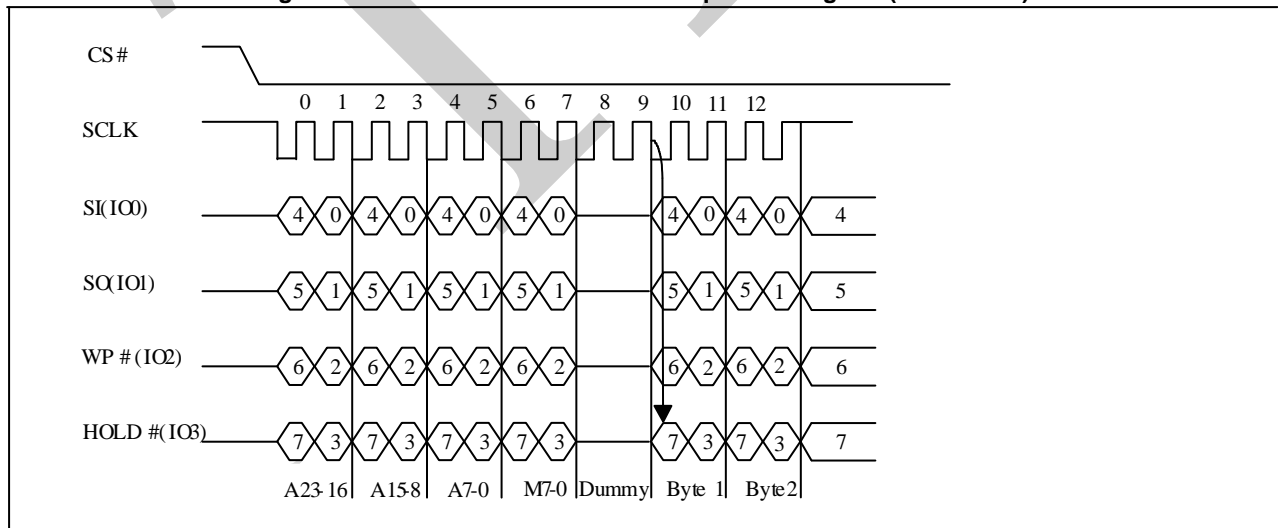 CS#
0 1 2 3 4 5 6 7 8 9 10 11 12
SCLK
SI(IO0) 4 0 4 0 4 0 4 0 4 0 4 0 4
SO(IO1) 5 1 5 1 5 1 5 1 5 1 5 1 5
WP #(IO2) 6 2 6 2 6 2 6 2 6 2 6 2 6
HOLD #(IO3) 7 3 7 3 7 3 7 3 7 3 7 3 7
A23-16 A15-8 A7-0 M7-0 Dummy Byte 1 Byte2